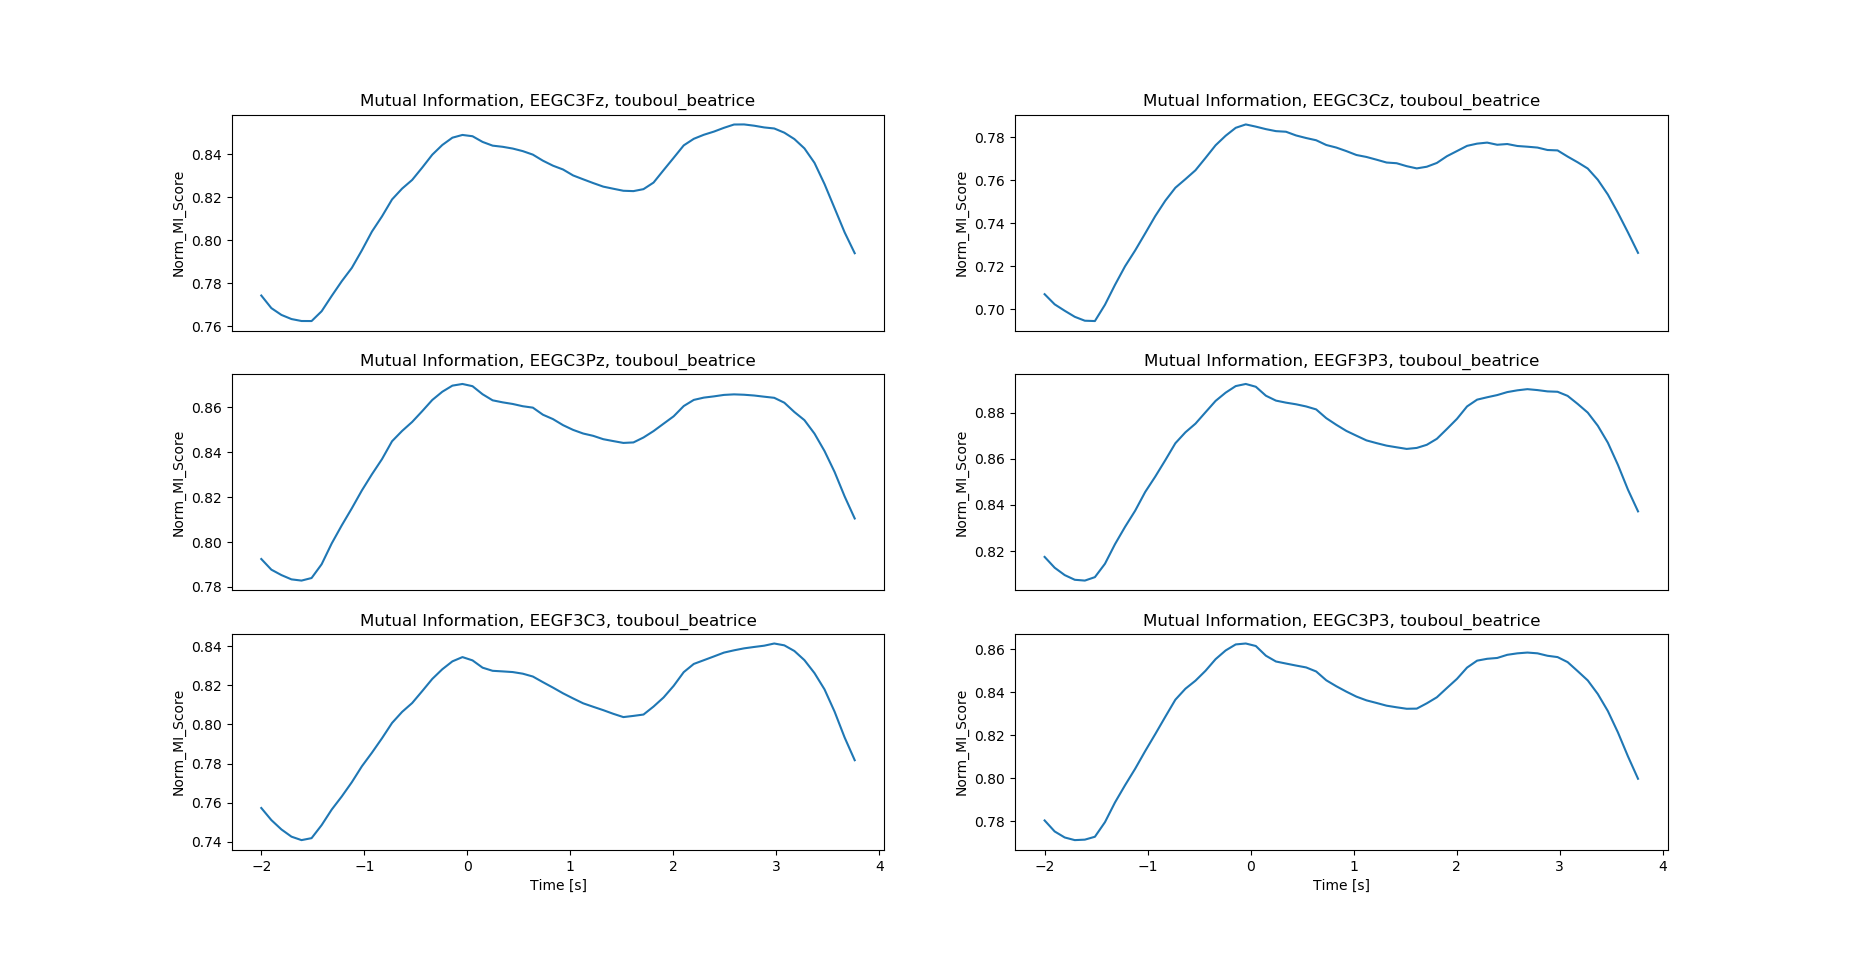 Mutual Information, EEGC3Fz, touboul_beatrice
Norm_MI_Score
0.84
0.82
0.80
0.78
0.76
Mutual Information, EEGC3Cz, touboul_beatrice
Norm_MI_Score
0.78
0.76
0.74
0.72
0.70
Mutual Information, EEGC3Pz, touboul_beatrice
Norm_MI_Score
0.86
0.84
0.82
0.80
0.78
Mutual Information, EEGF3P3, touboul_beatrice
Norm_MI_Score
0.88
0.86
0.84
0.82
Mutual Information, EEGF3C3, touboul_beatrice
Norm_MI_Score
0.84
0.82
0.80
0.78
0.76
0.74
−2 −1 0 1 2 3 4
Time [s]
Mutual Information, EEGC3P3, touboul_beatrice
Norm_MI_Score
0.86
0.84
0.82
0.80
0.78
−2 −1 0 1 2 3 4
Time [s]